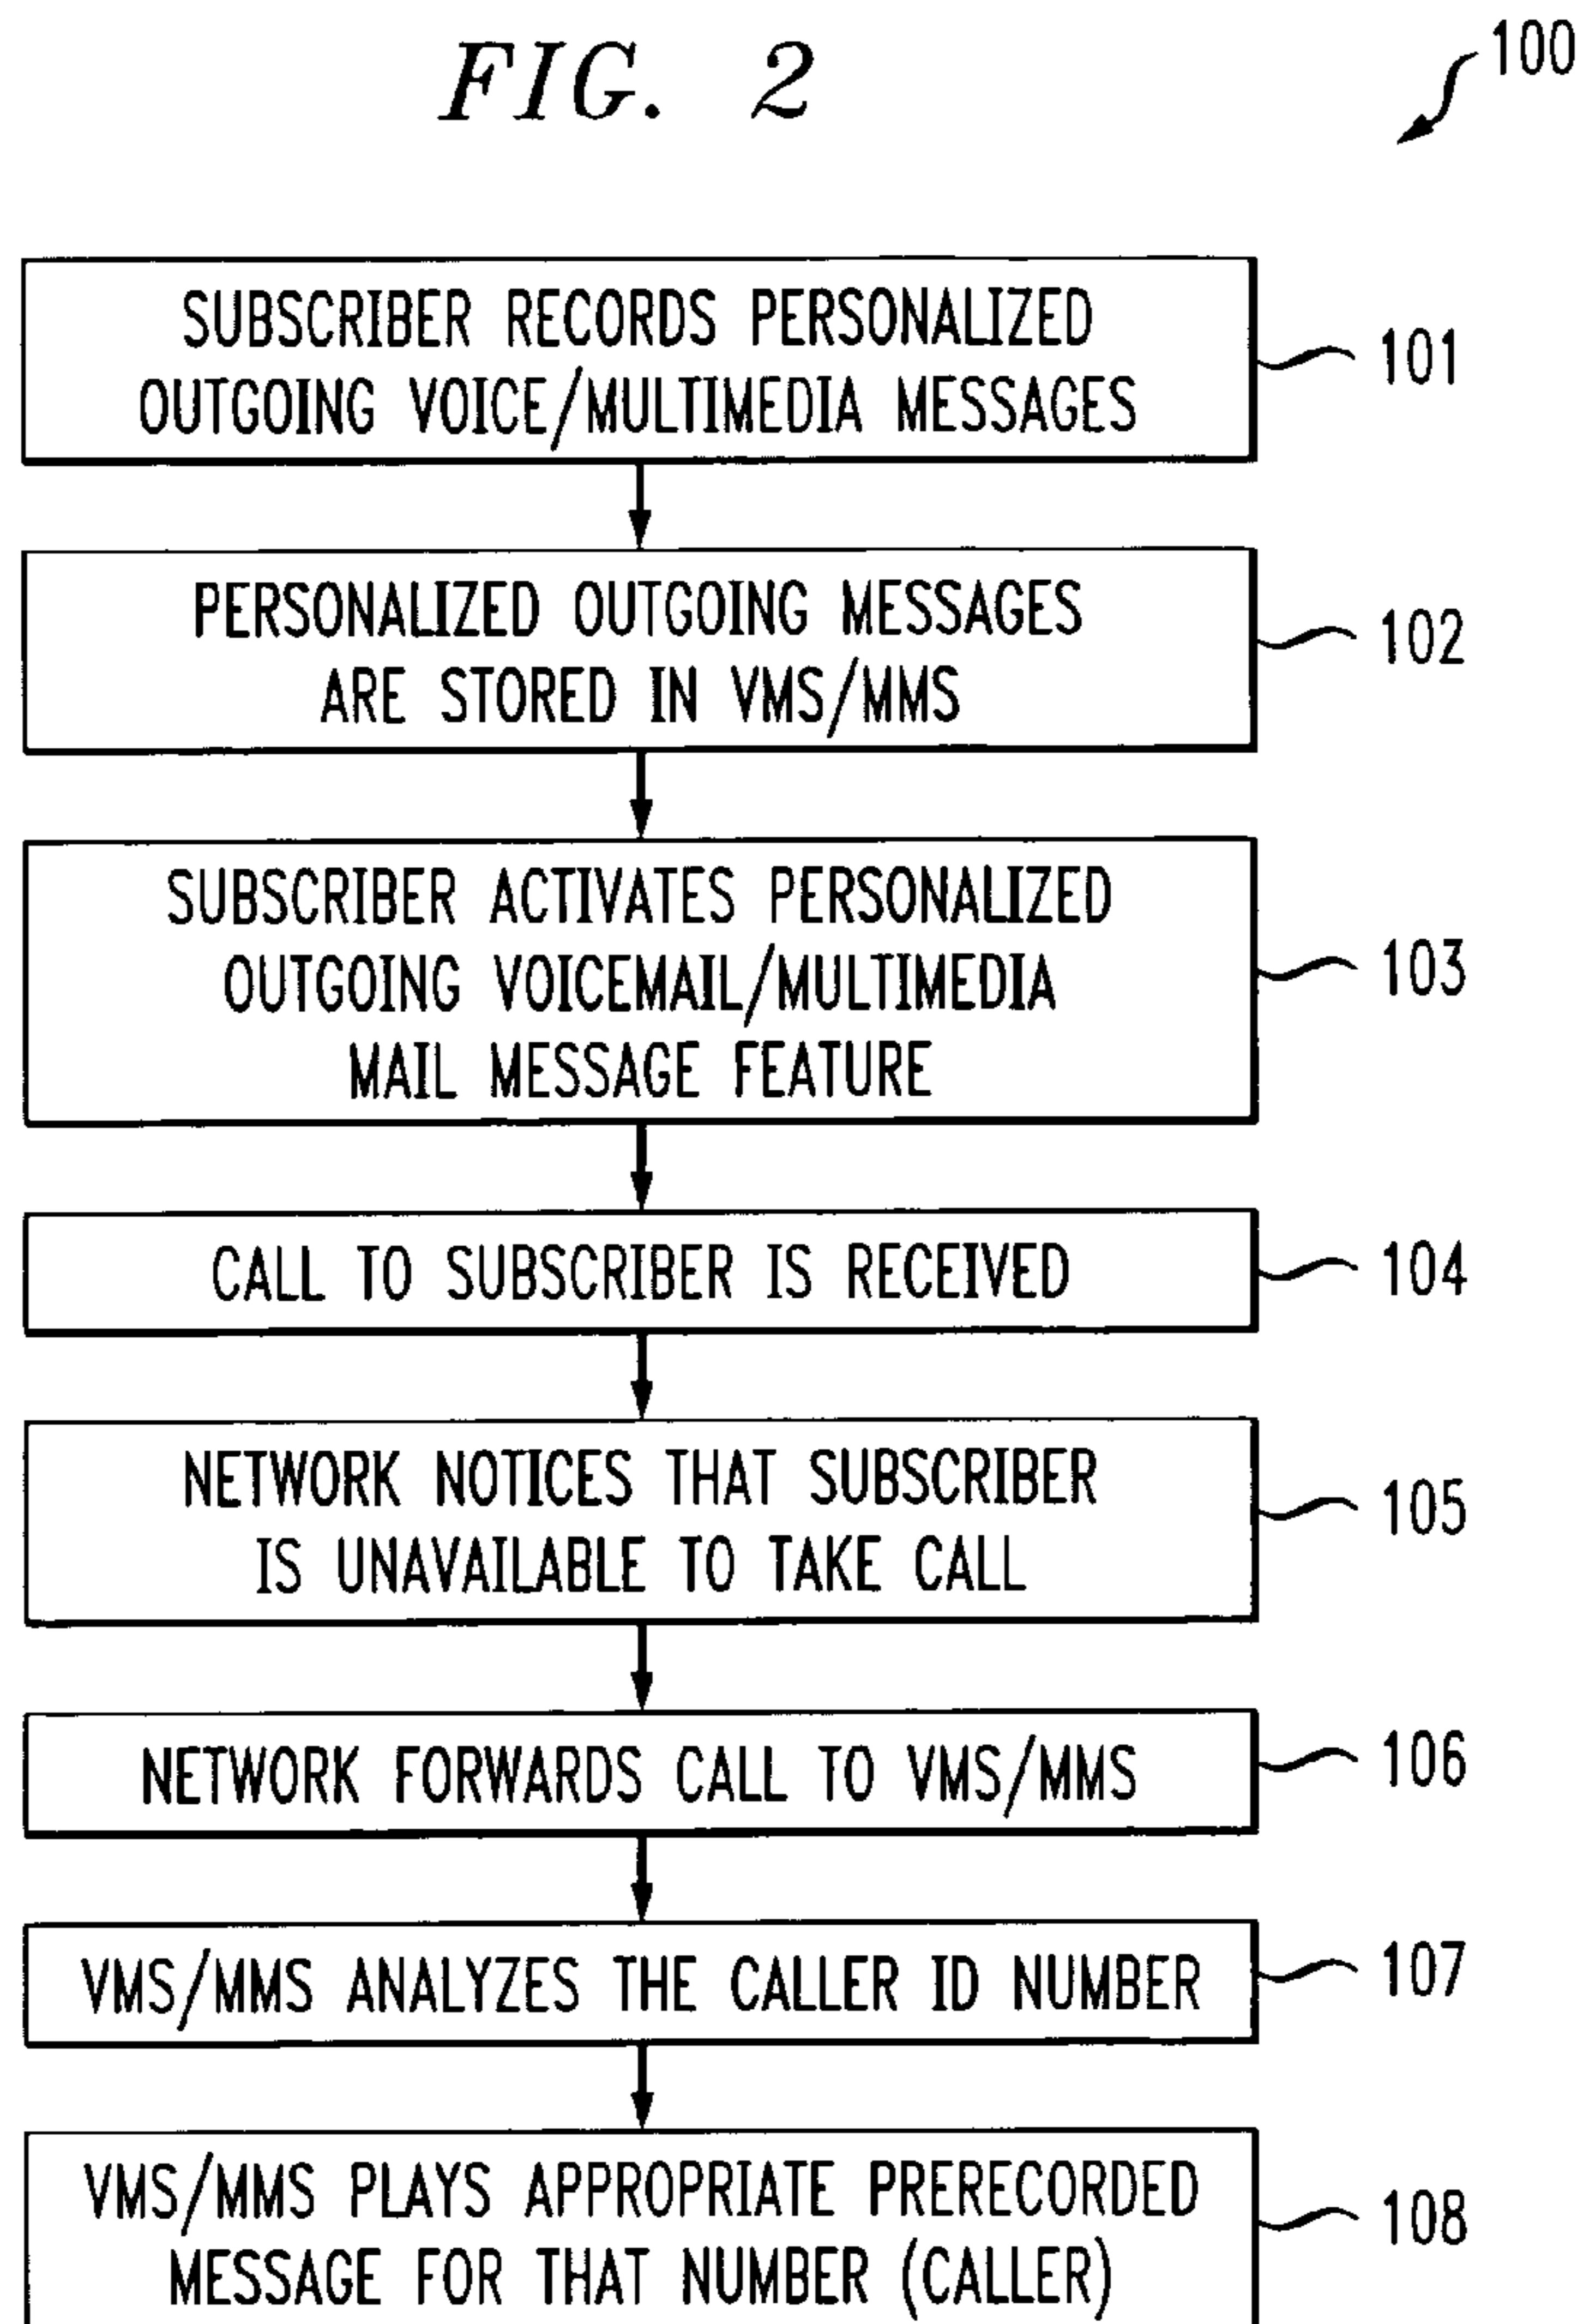 FIG. 2
100
SUBSCRIBER RECORDS PERSONALIZED
OUTGOING VOICE/MULTIMEDIA MESSAGES
101
PERSONALIZED OUTGOING MESSAGES
ARE STORED IN VMS/MMS
102
SUBSCRIBER ACTIVATES PERSONALIZED
OUTGOING VOICEMAIL/MULTIMEDIA
MAIL MESSAGE FEATURE
103
CALL TO SUBSCRIBER IS RECEIVED
104
NETWORK NOTICES THAT SUBSCRIBER
IS UNAVAILABLE TO TAKE CALL
105
NETWORK FORWARDS CALL TO VMS/MMS
106
VMS/MMS ANALYZES THE CALLER ID NUMBER
107
VMS/MMS PLAYS APPROPRIATE PRERECORDED
MESSAGE FOR THAT NUMBER (CALLER)
108